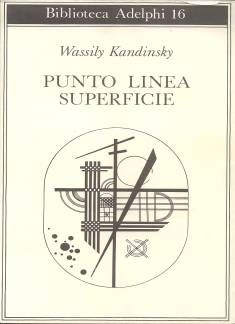 Biblioteca Adelphi 16
Wassily Kandinsky
PUNTO LINEA
SUPERFICIE